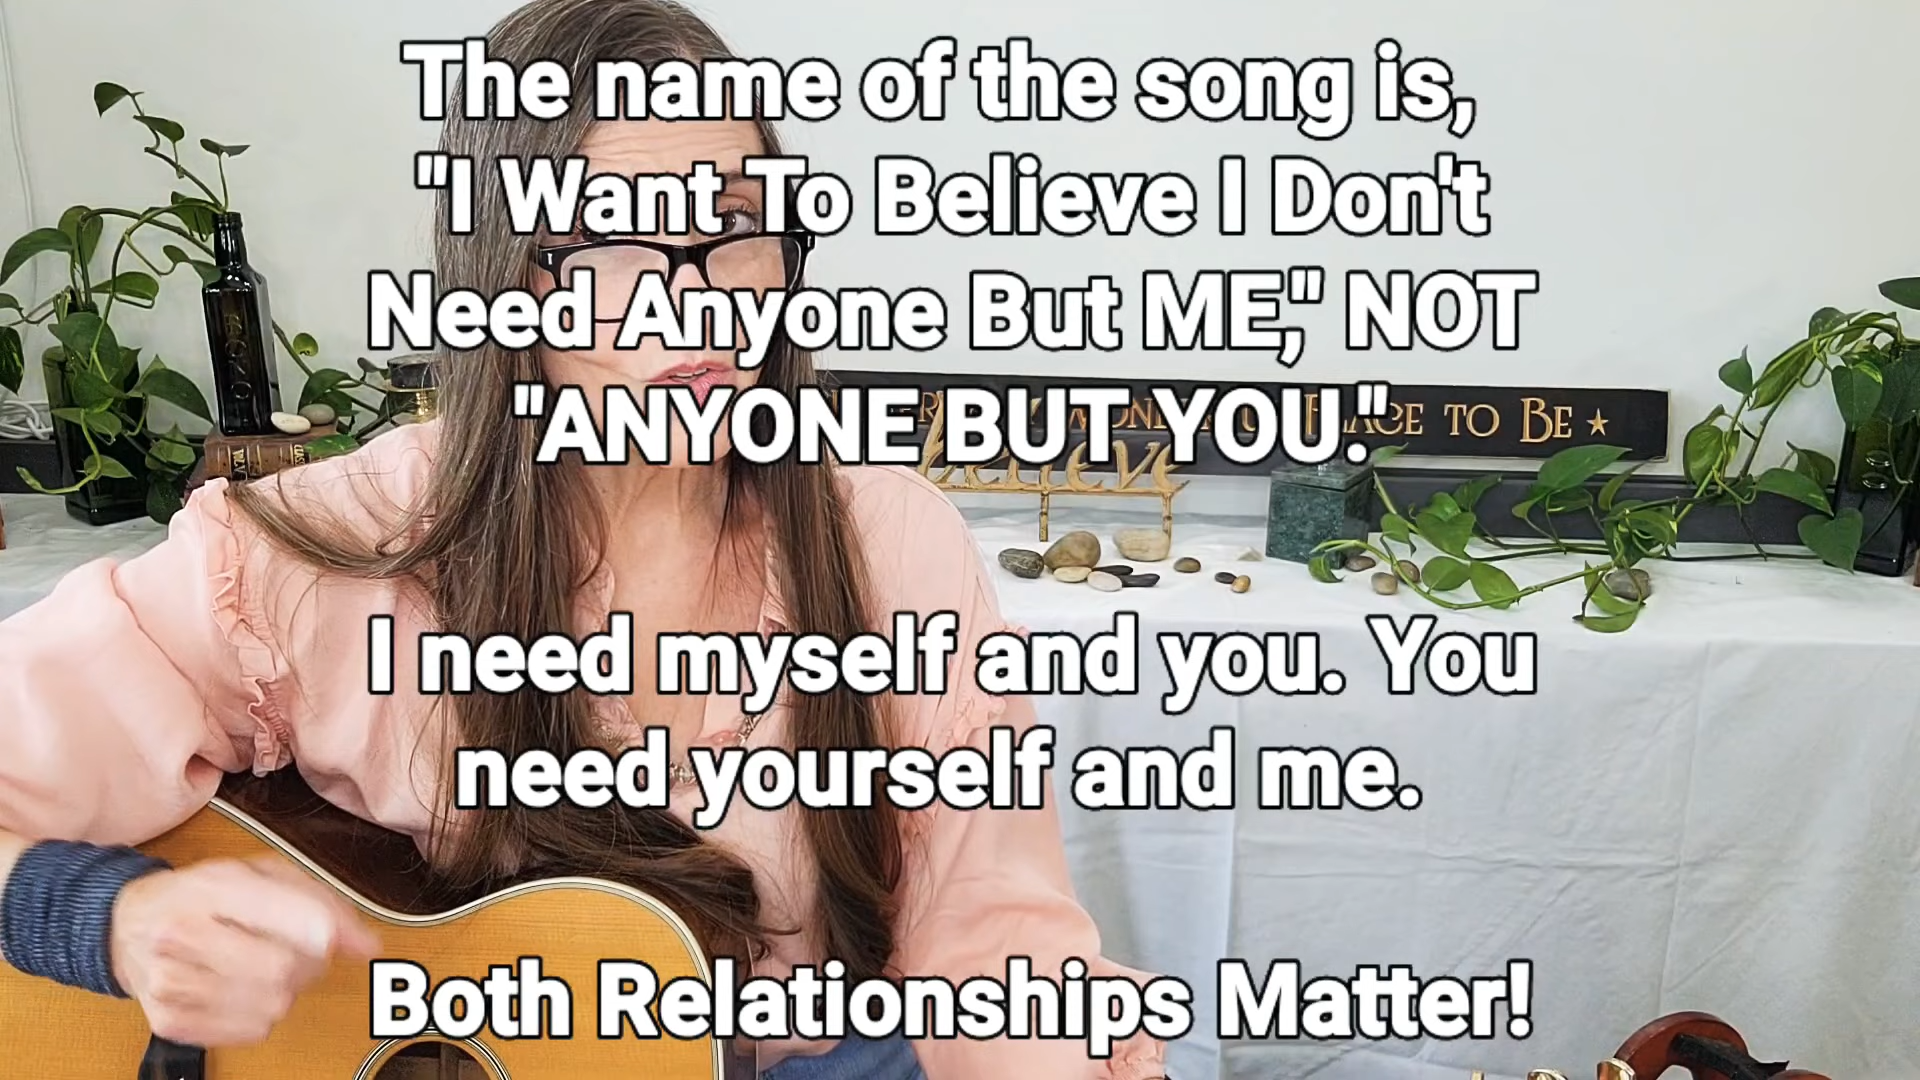 The name of the song is,
"I Want To Believe I Don't
Need Anyone But ME," NOT
"ANYONE BUT YOU."
I need myself and you. You
need yourself and me.
Both Relationships Matter!
TO BE ★
believe